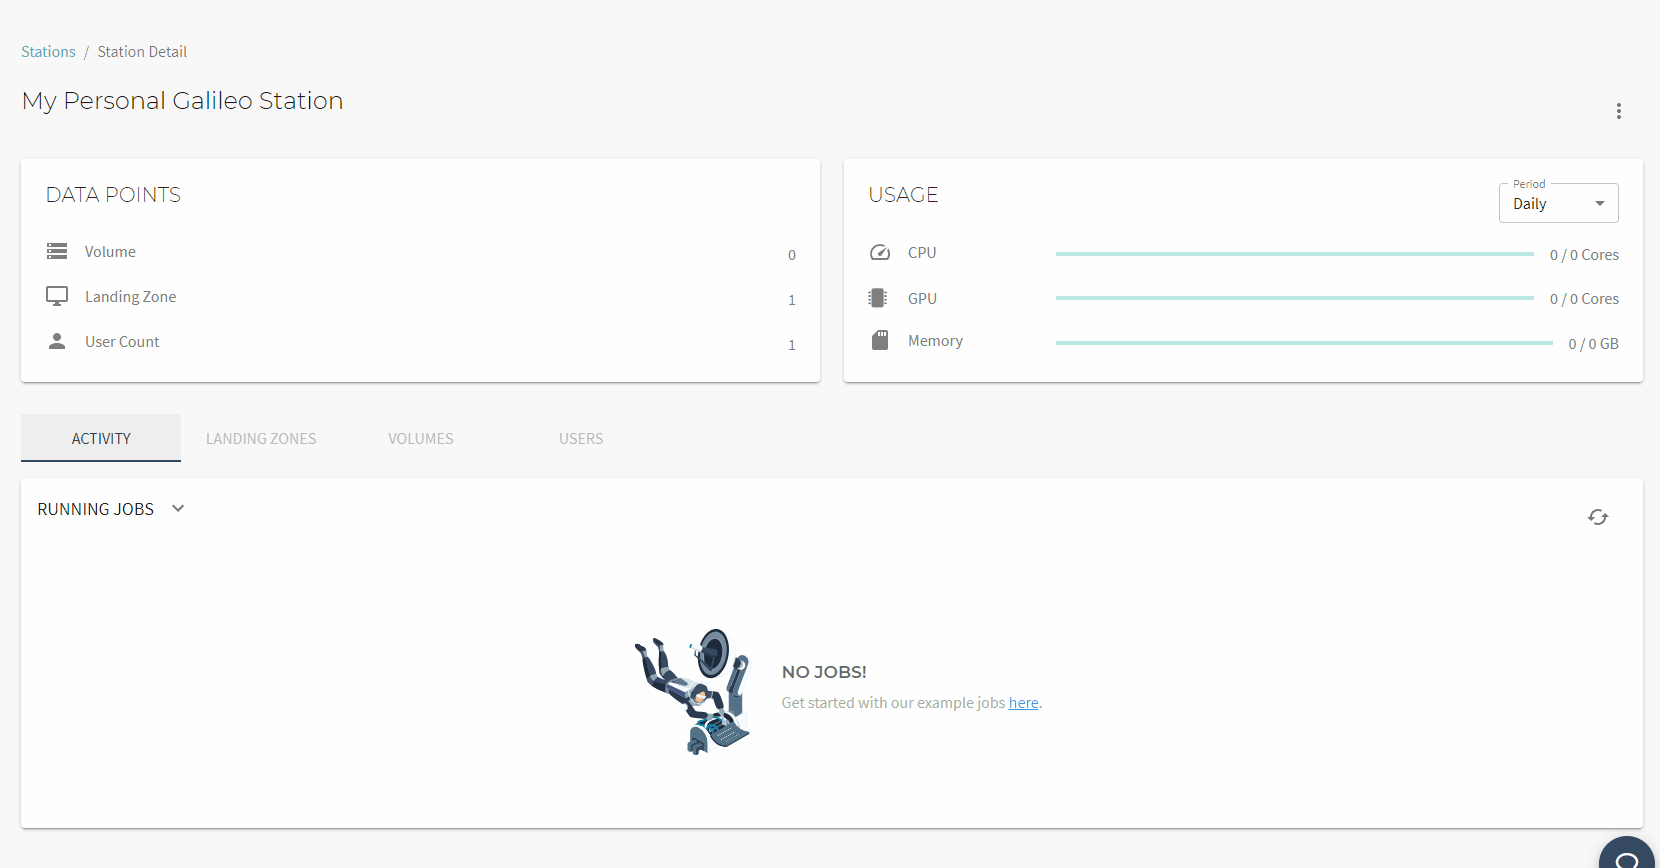 Stations / Station Detail
My Personal Galileo Station
DATA POINTS
Volume 0
Landing Zone 1
User Count 1
USAGE
Period
Daily
CPU 0 / 0 Cores
GPU 0 / 0 Cores
Memory 0 / 0 GB
ACTIVITY LANDING ZONES VOLUMES USERS
RUNNING JOBS
NO JOBS!
Get started with our example jobs here.